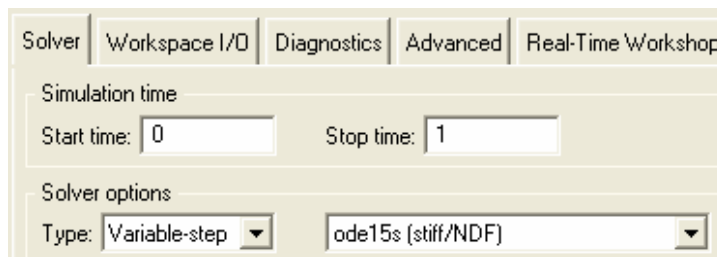 Solver Workspace I/O Diagnostics Advanced Real-Time Workshop
Simulation time
Start time: 0 Stop time: 1
Solver options
Type: Variable-step ode15s (stiff/NDF)